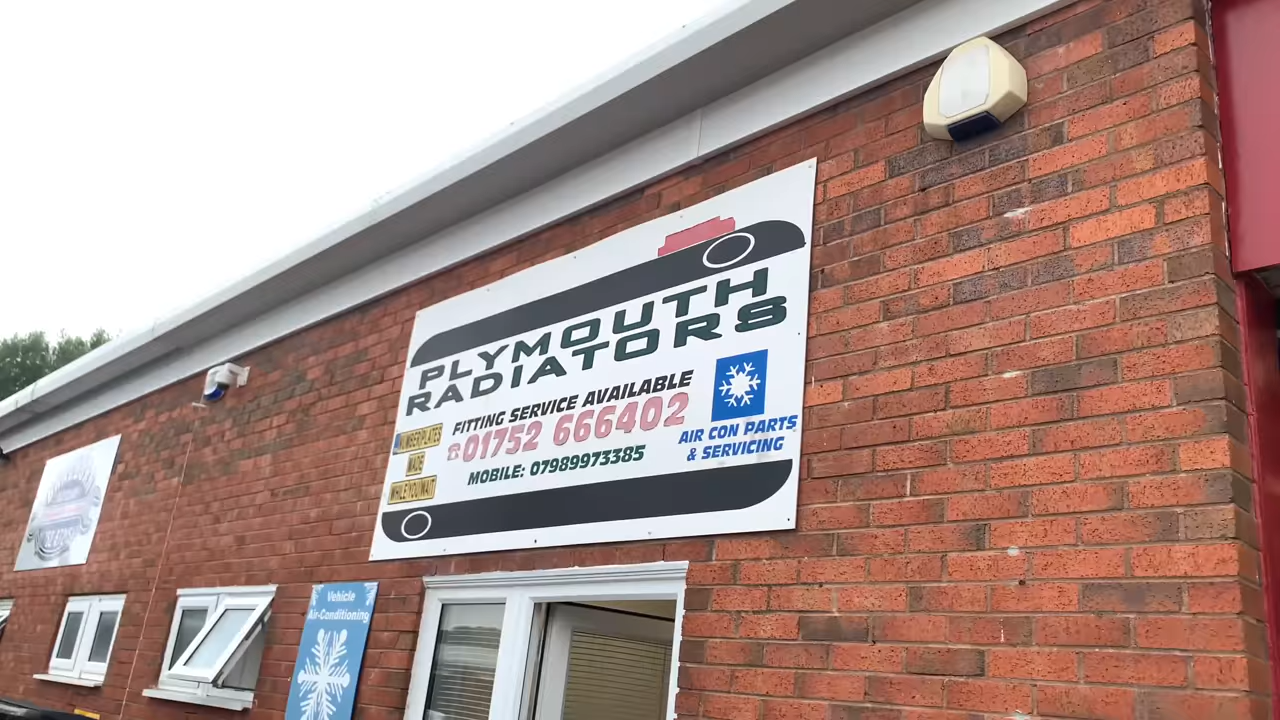 PLYMOUTH
RADIATORS
FITTING SERVICE AVAILABLE
01752 666402
MOBILE: 07989973385
NUMBERPLATES
MADE
WHILE YOU WAIT
AIR CON PARTS
& SERVICING
Vehicle
Air-Conditioning